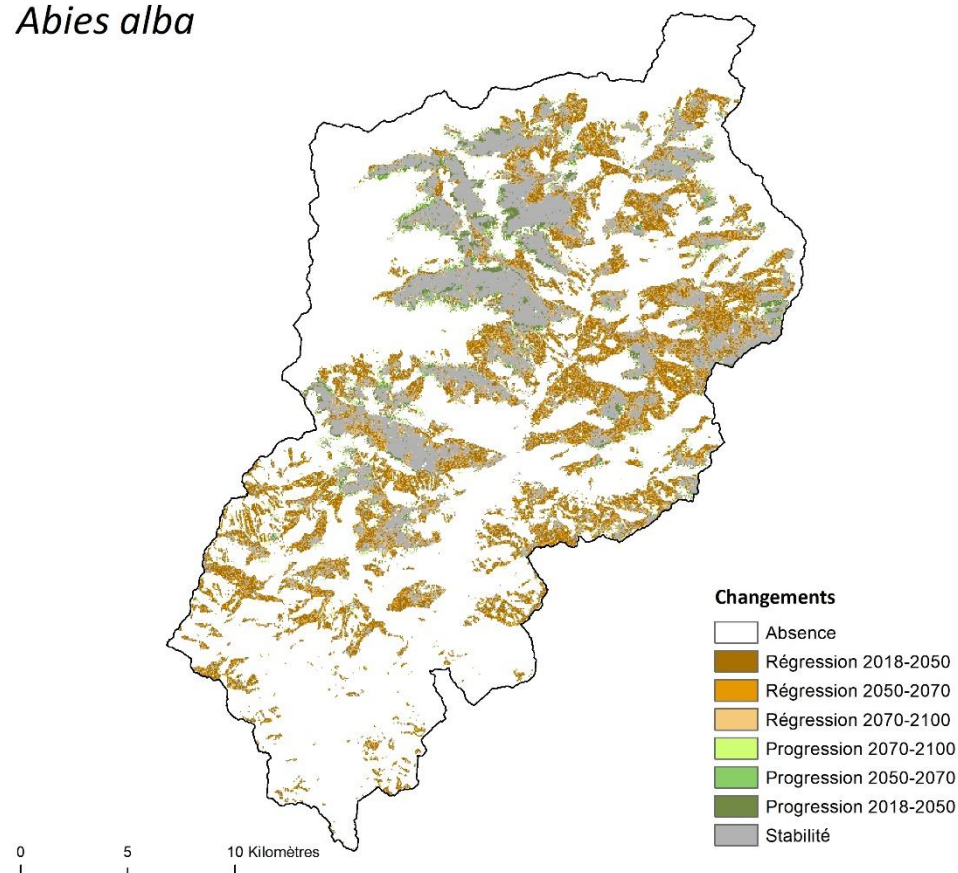 Abies alba
Changements
Absence
Régression 2018-2050
Régression 2050-2070
Régression 2070-2100
Progression 2070-2100
Progression 2050-2070
Progression 2018-2050
Stabilité
0 5 10 Kilomètres